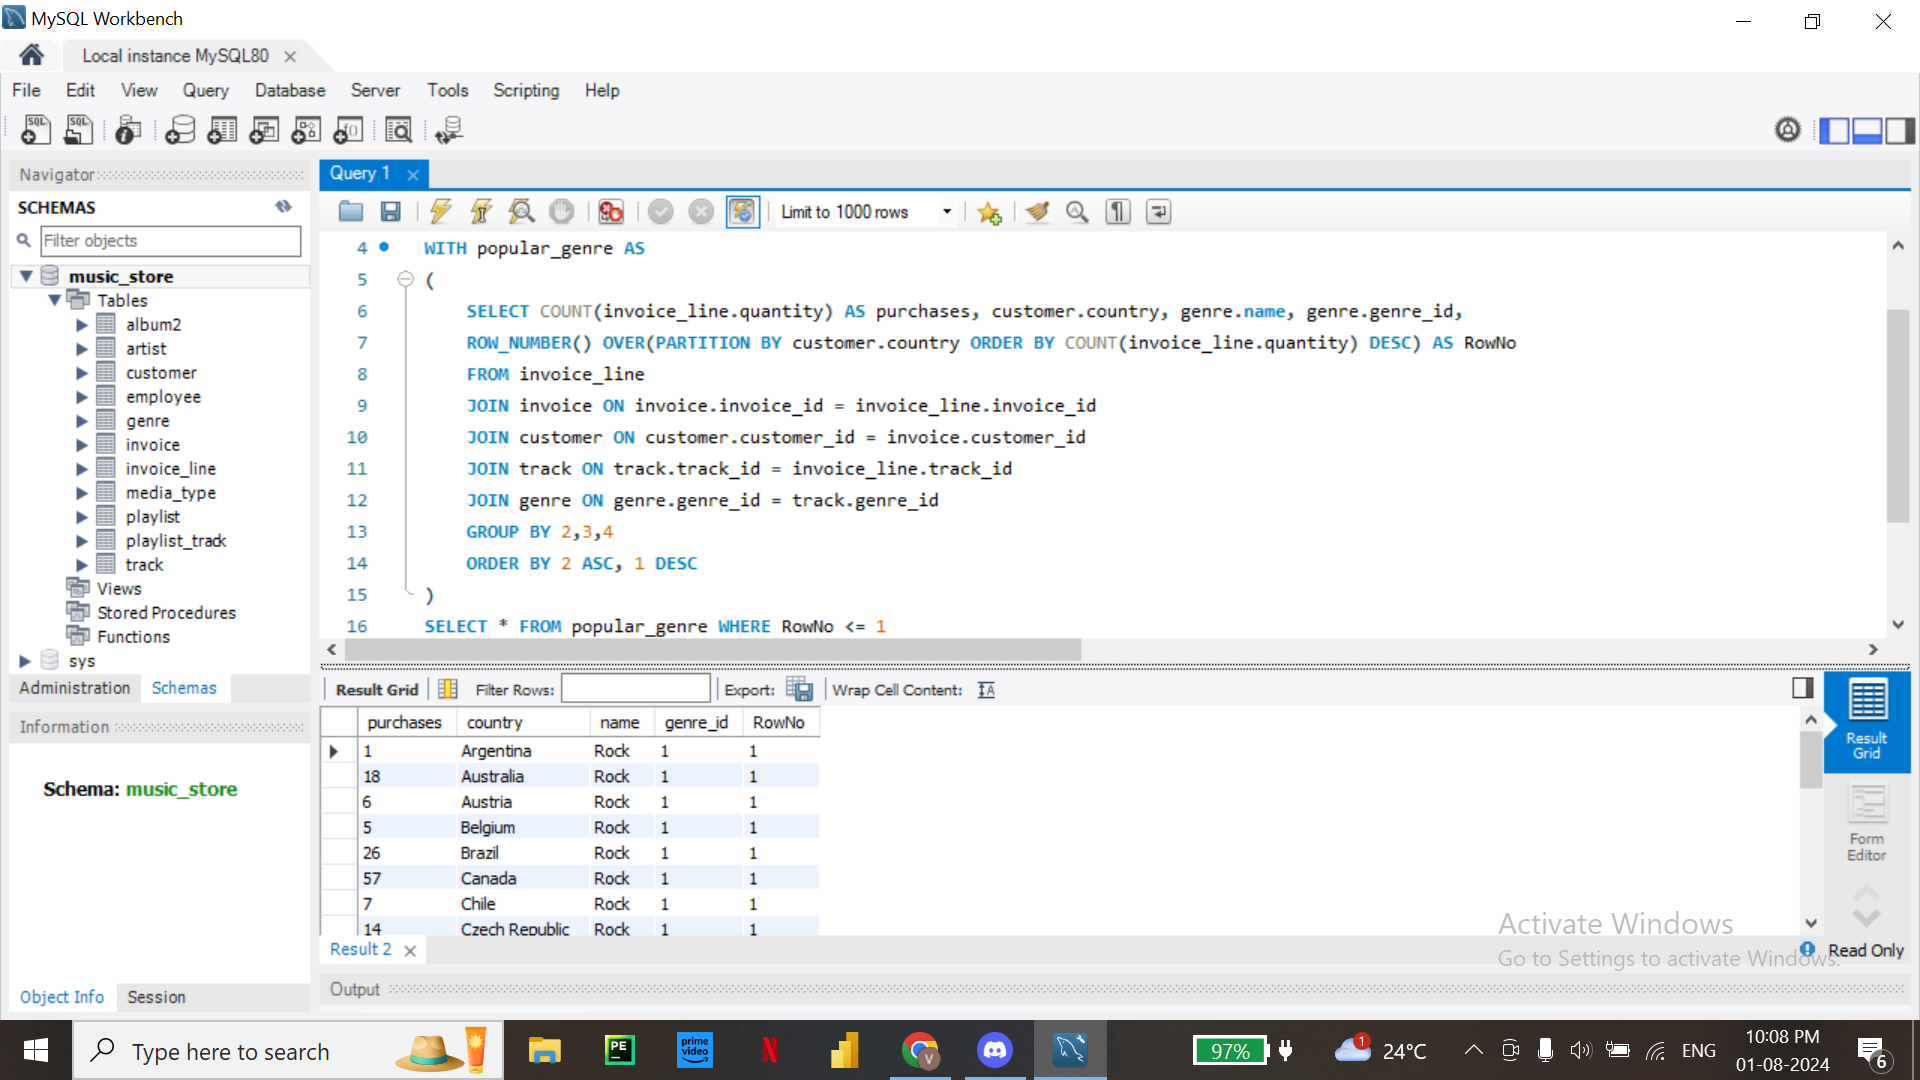 MySQL Workbench
Local instance MySQL80
File Edit View Query Database Server Tools Scripting Help
Navigator
SCHEMAS
Filter objects
music_store
Tables
album2
artist
customer
employee
genre
invoice
invoice_line
media_type
playlist
playlist_track
track
Views
Stored Procedures
Functions
sys
Administration Schemas
Information
Schema: music_store
Object Info Session
Query 1
Limit to 1000 rows
4 WITH popular_genre AS
5 (
6 SELECT COUNT(invoice_line.quantity) AS purchases, customer.country, genre.name, genre.genre_id,
7 ROW_NUMBER() OVER(PARTITION BY customer.country ORDER BY COUNT(invoice_line.quantity) DESC) AS RowNo
8 FROM invoice_line
9 JOIN invoice ON invoice.invoice_id = invoice_line.invoice_id
10 JOIN customer ON customer.customer_id = invoice.customer_id
11 JOIN track ON track.track_id = invoice_line.track_id
12 JOIN genre ON genre.genre_id = track.genre_id
13 GROUP BY 2,3,4
14 ORDER BY 2 ASC, 1 DESC
15 )
16 SELECT * FROM popular_genre WHERE RowNo <= 1
Result Grid Filter Rows: Export: Wrap Cell Content:
purchases country name genre_id RowNo
1 Argentina Rock 1 1
18 Australia Rock 1 1
6 Austria Rock 1 1
5 Belgium Rock 1 1
26 Brazil Rock 1 1
57 Canada Rock 1 1
7 Chile Rock 1 1
14 Czech Republic Rock 1 1
Result Grid
Form Editor
Activate Windows
Go to Settings to activate Windows.
Result 2
Read Only
Output
Type here to search
PE
prime video
N
V
97%
1
24°C
ENG
10:08 PM
01-08-2024
6